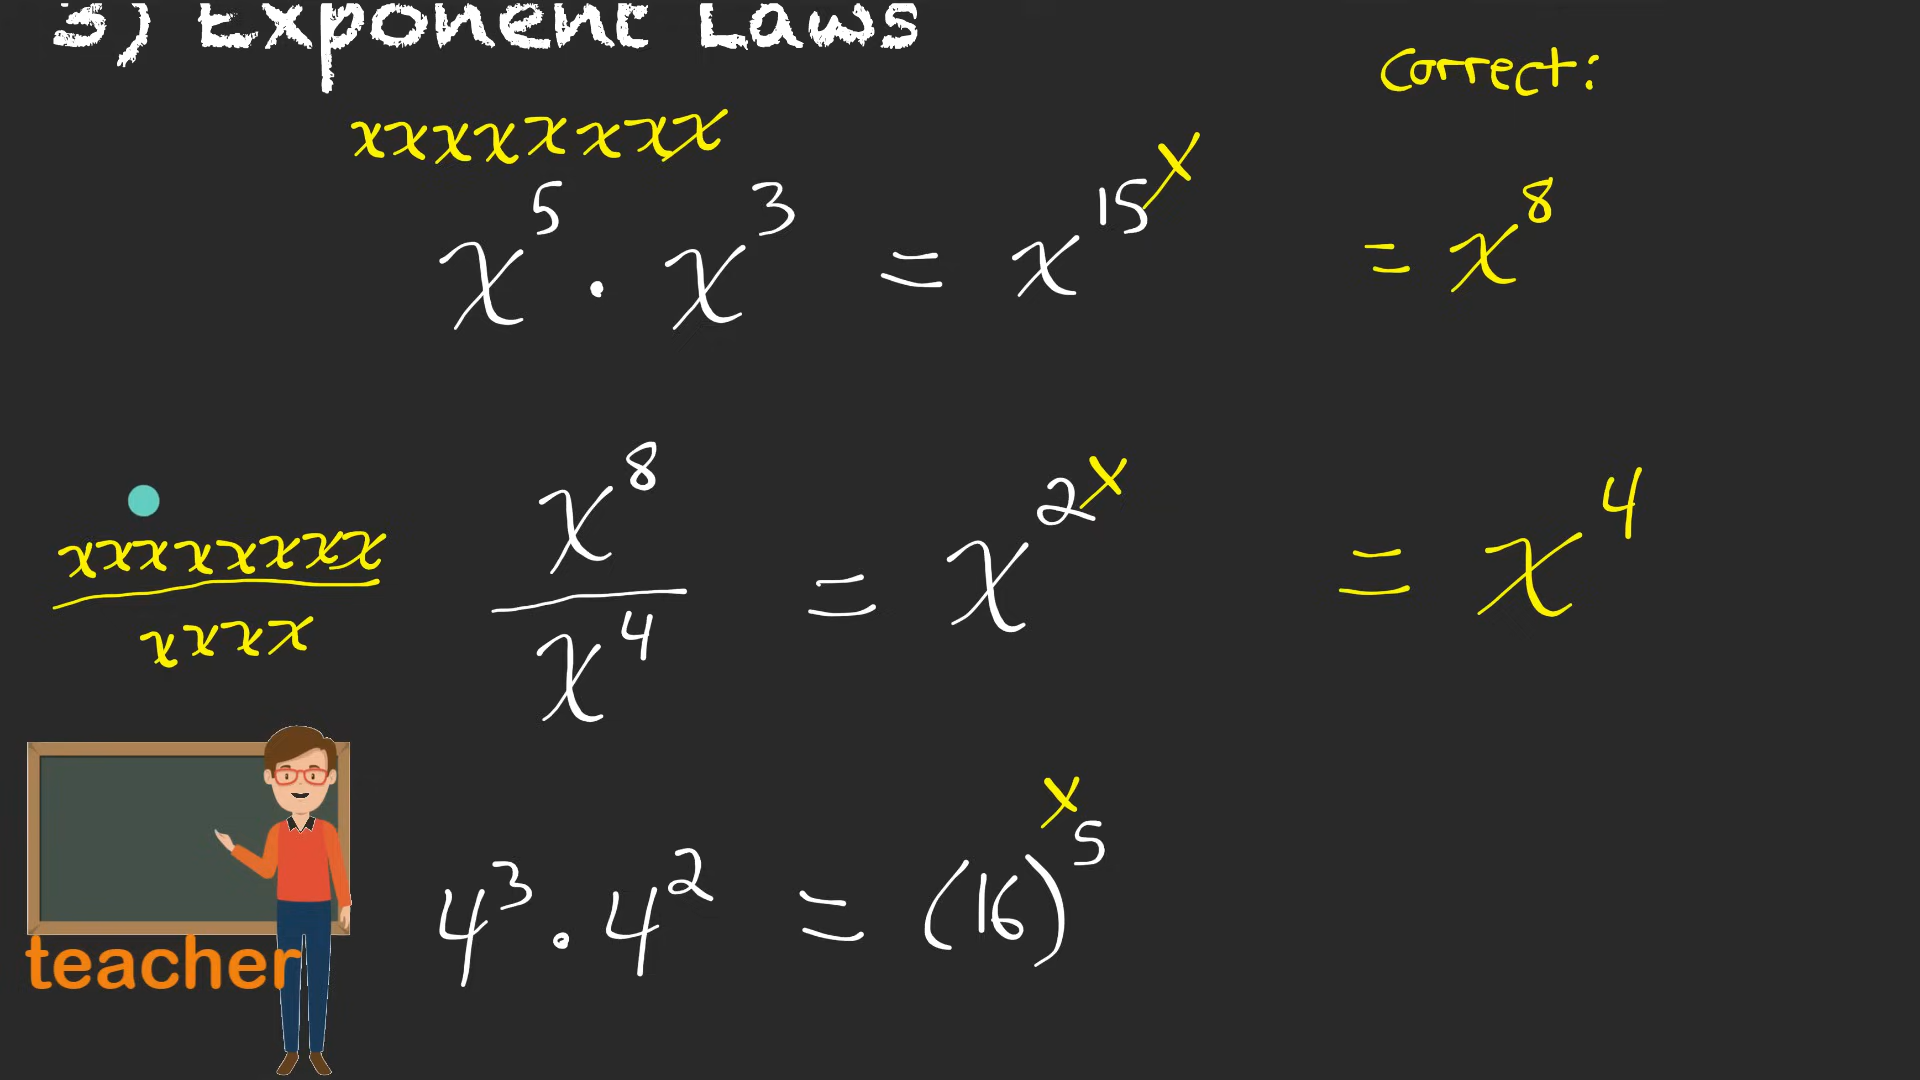 3) Exponent Laws
Correct:
xxxxxxxx
x⁵ · x³ = x¹⁵ x = x⁸
xxxxxxxx
xxxx
x⁸/x⁴ = x² x = x⁴
4³ · 4² = (16)⁵ x
teacher